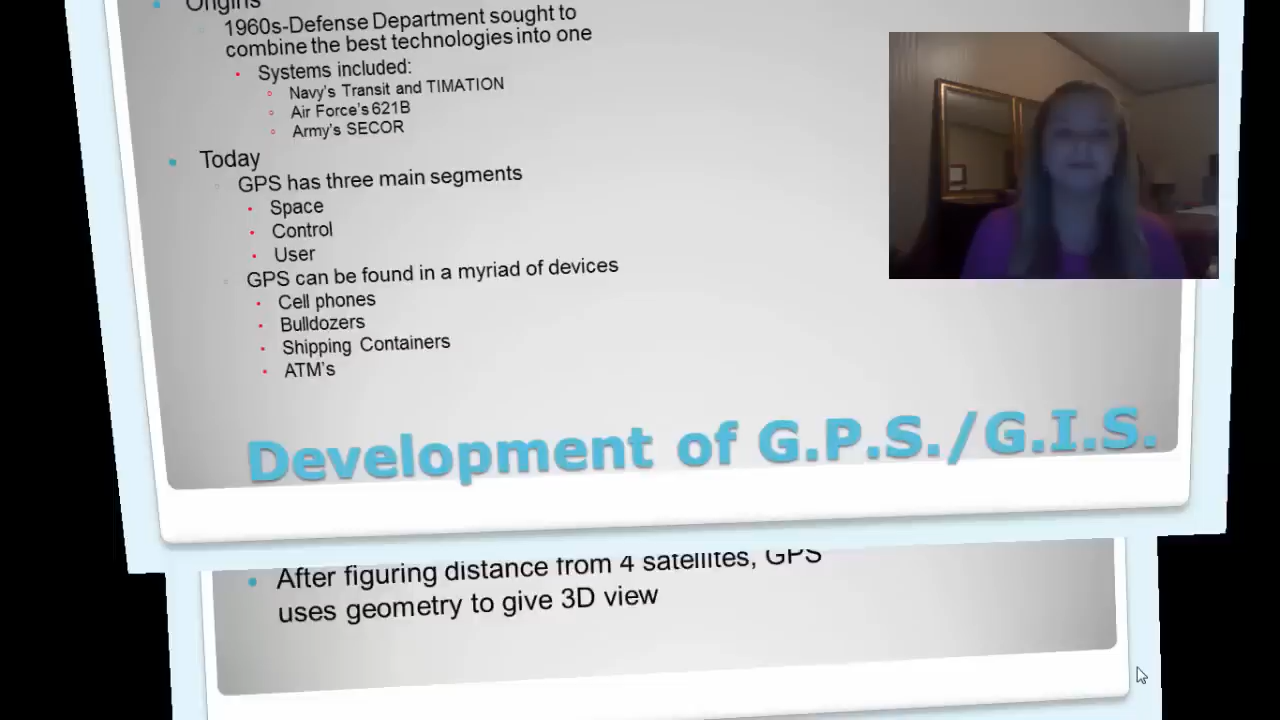 Origins
1960s-Defense Department sought to
combine the best technologies into one
Systems included:
Navy's Transit and TIMATION
Air Force's 621B
Army's SECOR
Today
GPS has three main segments
Space
Control
User
GPS can be found in a myriad of devices
Cell phones
Bulldozers
Shipping Containers
ATM's
Development of G.P.S./G.I.S.
After figuring distance from 4 satellites, GPS
uses geometry to give 3D view